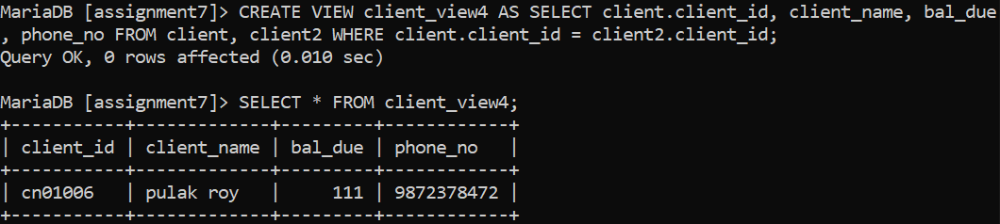 MariaDB [assignment7]> CREATE VIEW client_view4 AS SELECT client.client_id, client_name, bal_due
, phone_no FROM client, client2 WHERE client.client_id = client2.client_id;
Query OK, 0 rows affected (0.010 sec)

MariaDB [assignment7]> SELECT * FROM client_view4;
+-----------+-------------+---------+------------+
| client_id | client_name | bal_due | phone_no   |
+-----------+-------------+---------+------------+
| cn01006   | pulak roy   |     111 | 9872378472 |
+-----------+-------------+---------+------------+